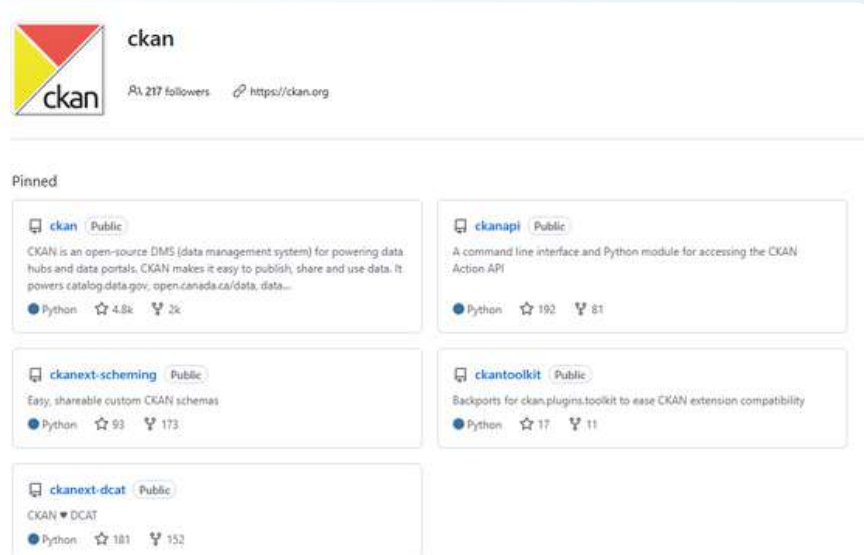 ckan
ckan
217 followers https://ckan.org
Pinned
ckan Public
CKAN is an open-source DMS (data management system) for powering data
hubs and data portals. CKAN makes it easy to publish, share and use data. It
powers catalog.data.gov, open.canada.ca/data, data...
Python 4.8k 2k
ckanapi Public
A command line interface and Python module for accessing the CKAN
Action API
Python 192 81
ckanext-scheming Public
Easy, shareable custom CKAN schemas
Python 93 173
ckantoolkit Public
Backports for ckan.plugins.toolkit to ease CKAN extension compatibility
Python 17 11
ckanext-dcat Public
CKAN ♥ DCAT
Python 181 152